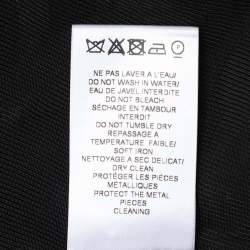 P
NE PAS LAVER A L'EAU/
DO NOT WASH IN WATER/
EAU DE JAVEL INTERDITE
DO NOT BLEACH
SÉCHAGE EN TAMBOUR
INTERDIT
DO NOT TUMBLE DRY
REPASSAGE A
TEMPERATURE FAIBLE/
SOFT IRON
NETTOYAGE A SEC DELICAT/
DRY CLEAN
PROTÉGER LES PIÉCES
MÉTALLIQUES
PROTECT THE METAL
PIECES
CLEANING